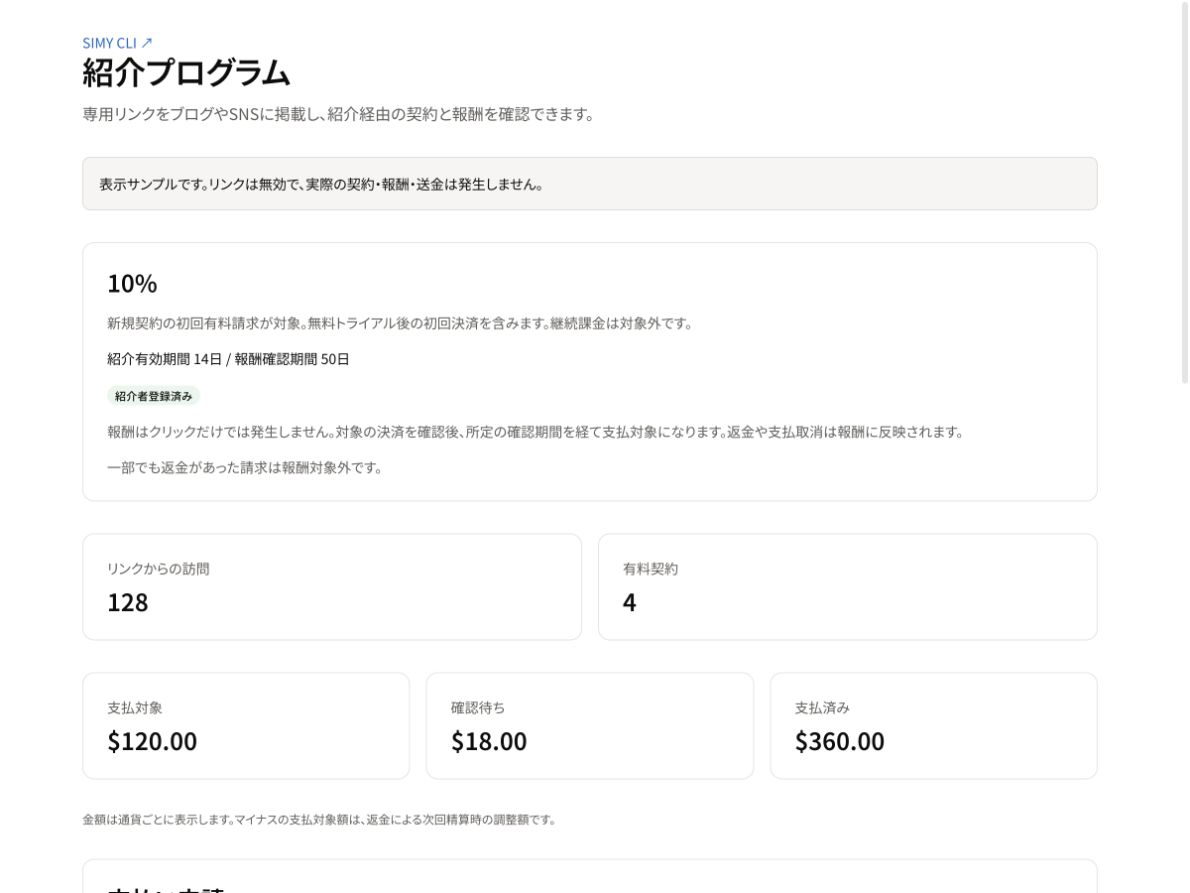 SIMY CLI ↗
紹介プログラム
専用リンクをブログやSNSに掲載し、紹介経由の契約と報酬を確認できます。
表示サンプルです。リンクは無効で、実際の契約・報酬・送金は発生しません。
10%
新規契約の初回有料請求が対象。無料トライアル後の初回決済を含みます。継続課金は対象外です。
紹介有効期間 14日 / 報酬確認期間 50日
紹介者登録済み
報酬はクリックだけでは発生しません。対象の決済を確認後、所定の確認期間を経て支払対象になります。返金や支払取消は報酬に反映されます。
一部でも返金があった請求は報酬対象外です。
リンクからの訪問
128
有料契約
4
支払対象
$120.00
確認待ち
$18.00
支払済み
$360.00
金額は通貨ごとに表示します。マイナスの支払対象額は、返金による次回精算時の調整額です。